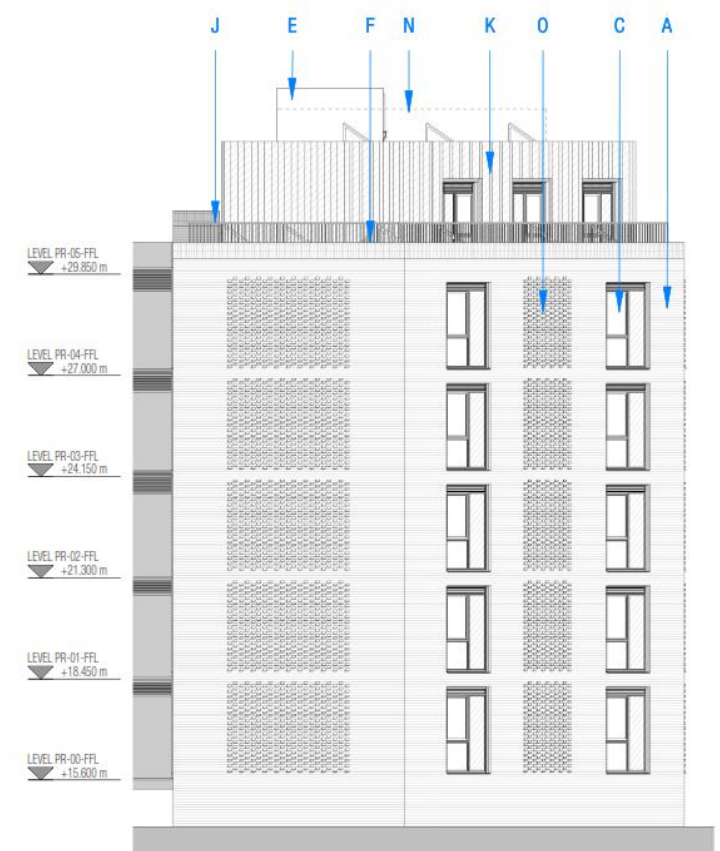 J E F N K O C A
LEVEL PR-05-FFL
+29.850 m
LEVEL PR-04-FFL
+27.000 m
LEVEL PR-03-FFL
+24.150 m
LEVEL PR-02-FFL
+21.300 m
LEVEL PR-01-FFL
+18.450 m
LEVEL PR-00-FFL
+15.600 m